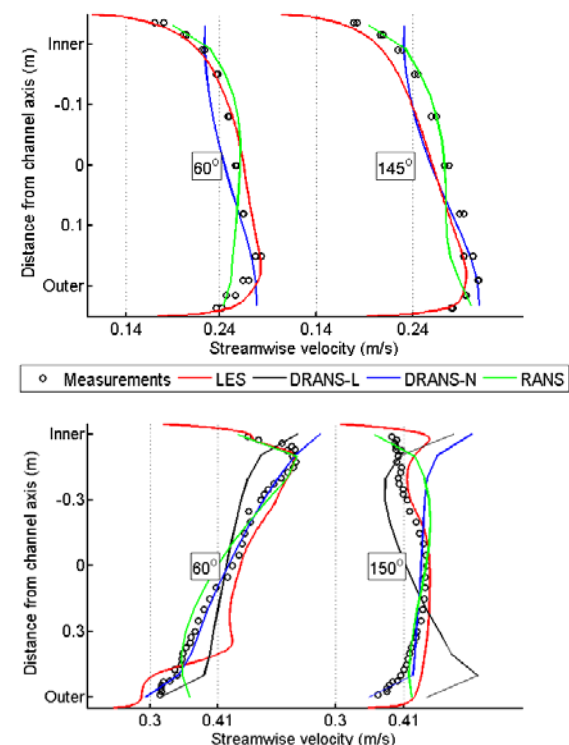 Distance from channel axis (m)
Inner
-0.1
0
0.1
Outer
60°
145°
0.14 0.24 0.14 0.24
Streamwise velocity (m/s)
Measurements LES DRANS-L DRANS-N RANS
Distance from channel axis (m)
Inner
-0.3
0
0.3
Outer
60°
150°
0.3 0.41 0.3 0.41
Streamwise velocity (m/s)